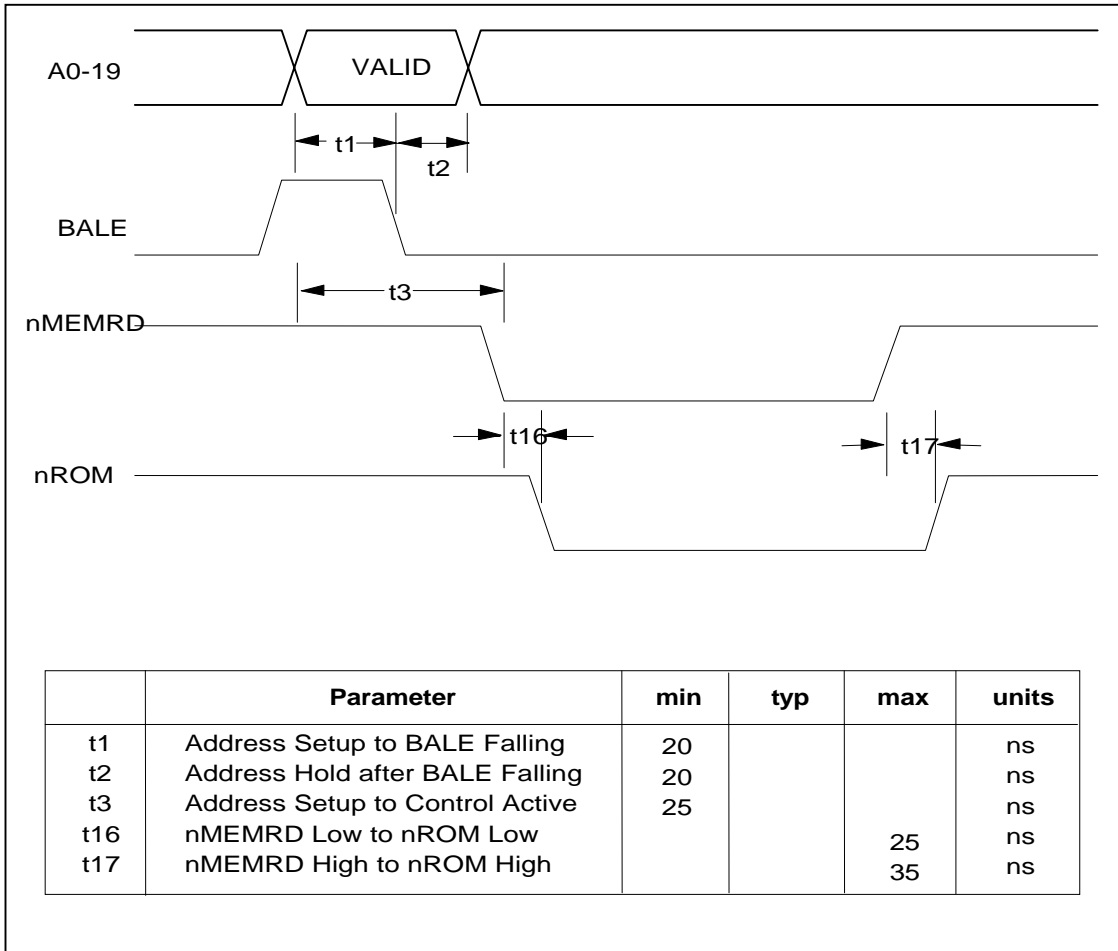 A0-19
VALID
t1
t2
BALE
t3
nMEMRD
t16
t17
nROM
Parameter min typ max units
t1 Address Setup to BALE Falling 20 ns
t2 Address Hold after BALE Falling 20 ns
t3 Address Setup to Control Active 25 ns
t16 nMEMRD Low to nROM Low 25 ns
t17 nMEMRD High to nROM High 35 ns